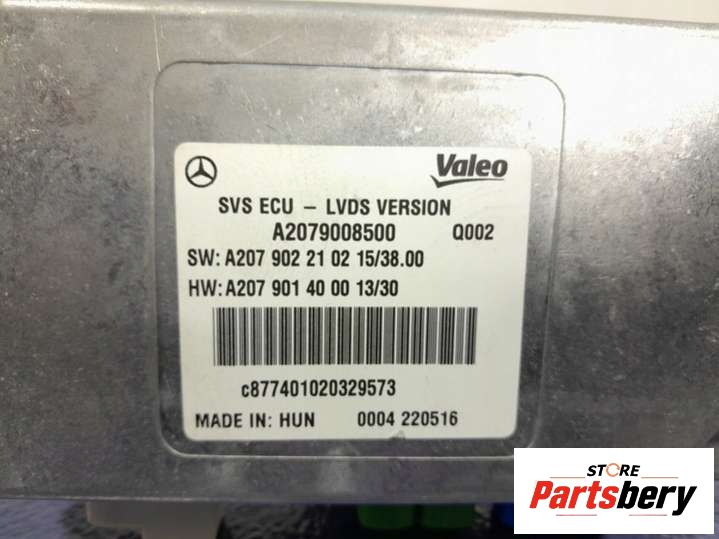 Valeo
SVS ECU - LVDS VERSION
A2079008500 Q002
SW: A207 902 21 02 15/38.00
HW: A207 901 40 00 13/30
c877401020329573
MADE IN: HUN 0004 220516
STORE
Partsbery